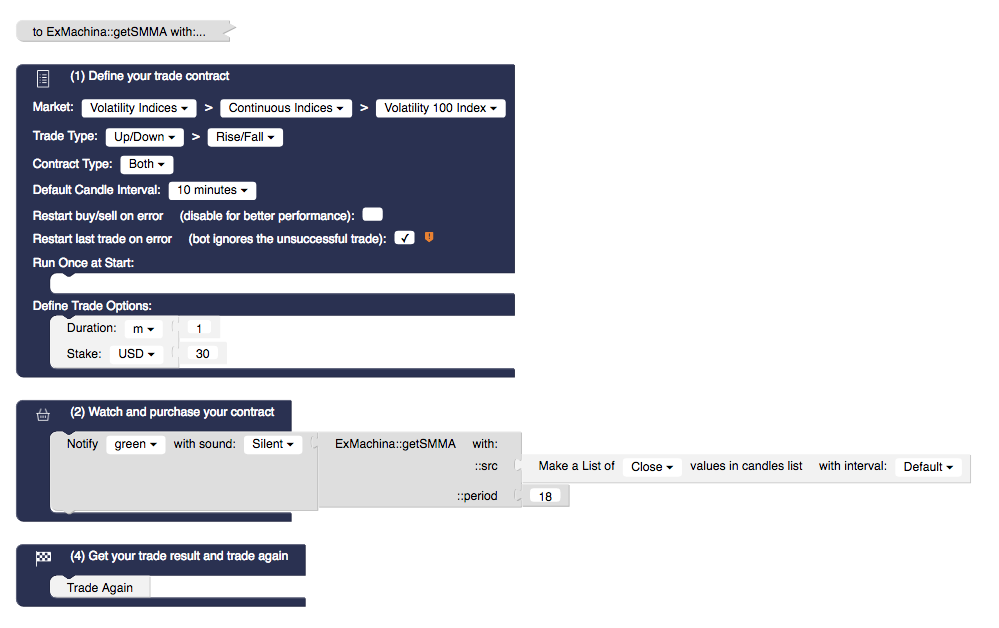 to ExMachina::getSMMA with:...
(1) Define your trade contract
Market: Volatility Indices > Continuous Indices > Volatility 100 Index
Trade Type: Up/Down > Rise/Fall
Contract Type: Both
Default Candle Interval: 10 minutes
Restart buy/sell on error (disable for better performance):
Restart last trade on error (bot ignores the unsuccessful trade): ✓
Run Once at Start:
Define Trade Options:
Duration: m 1
Stake: USD 30
(2) Watch and purchase your contract
Notify green with sound: Silent ExMachina::getSMMA with:
::src Make a List of Close values in candles list with interval: Default
::period 18
(4) Get your trade result and trade again
Trade Again